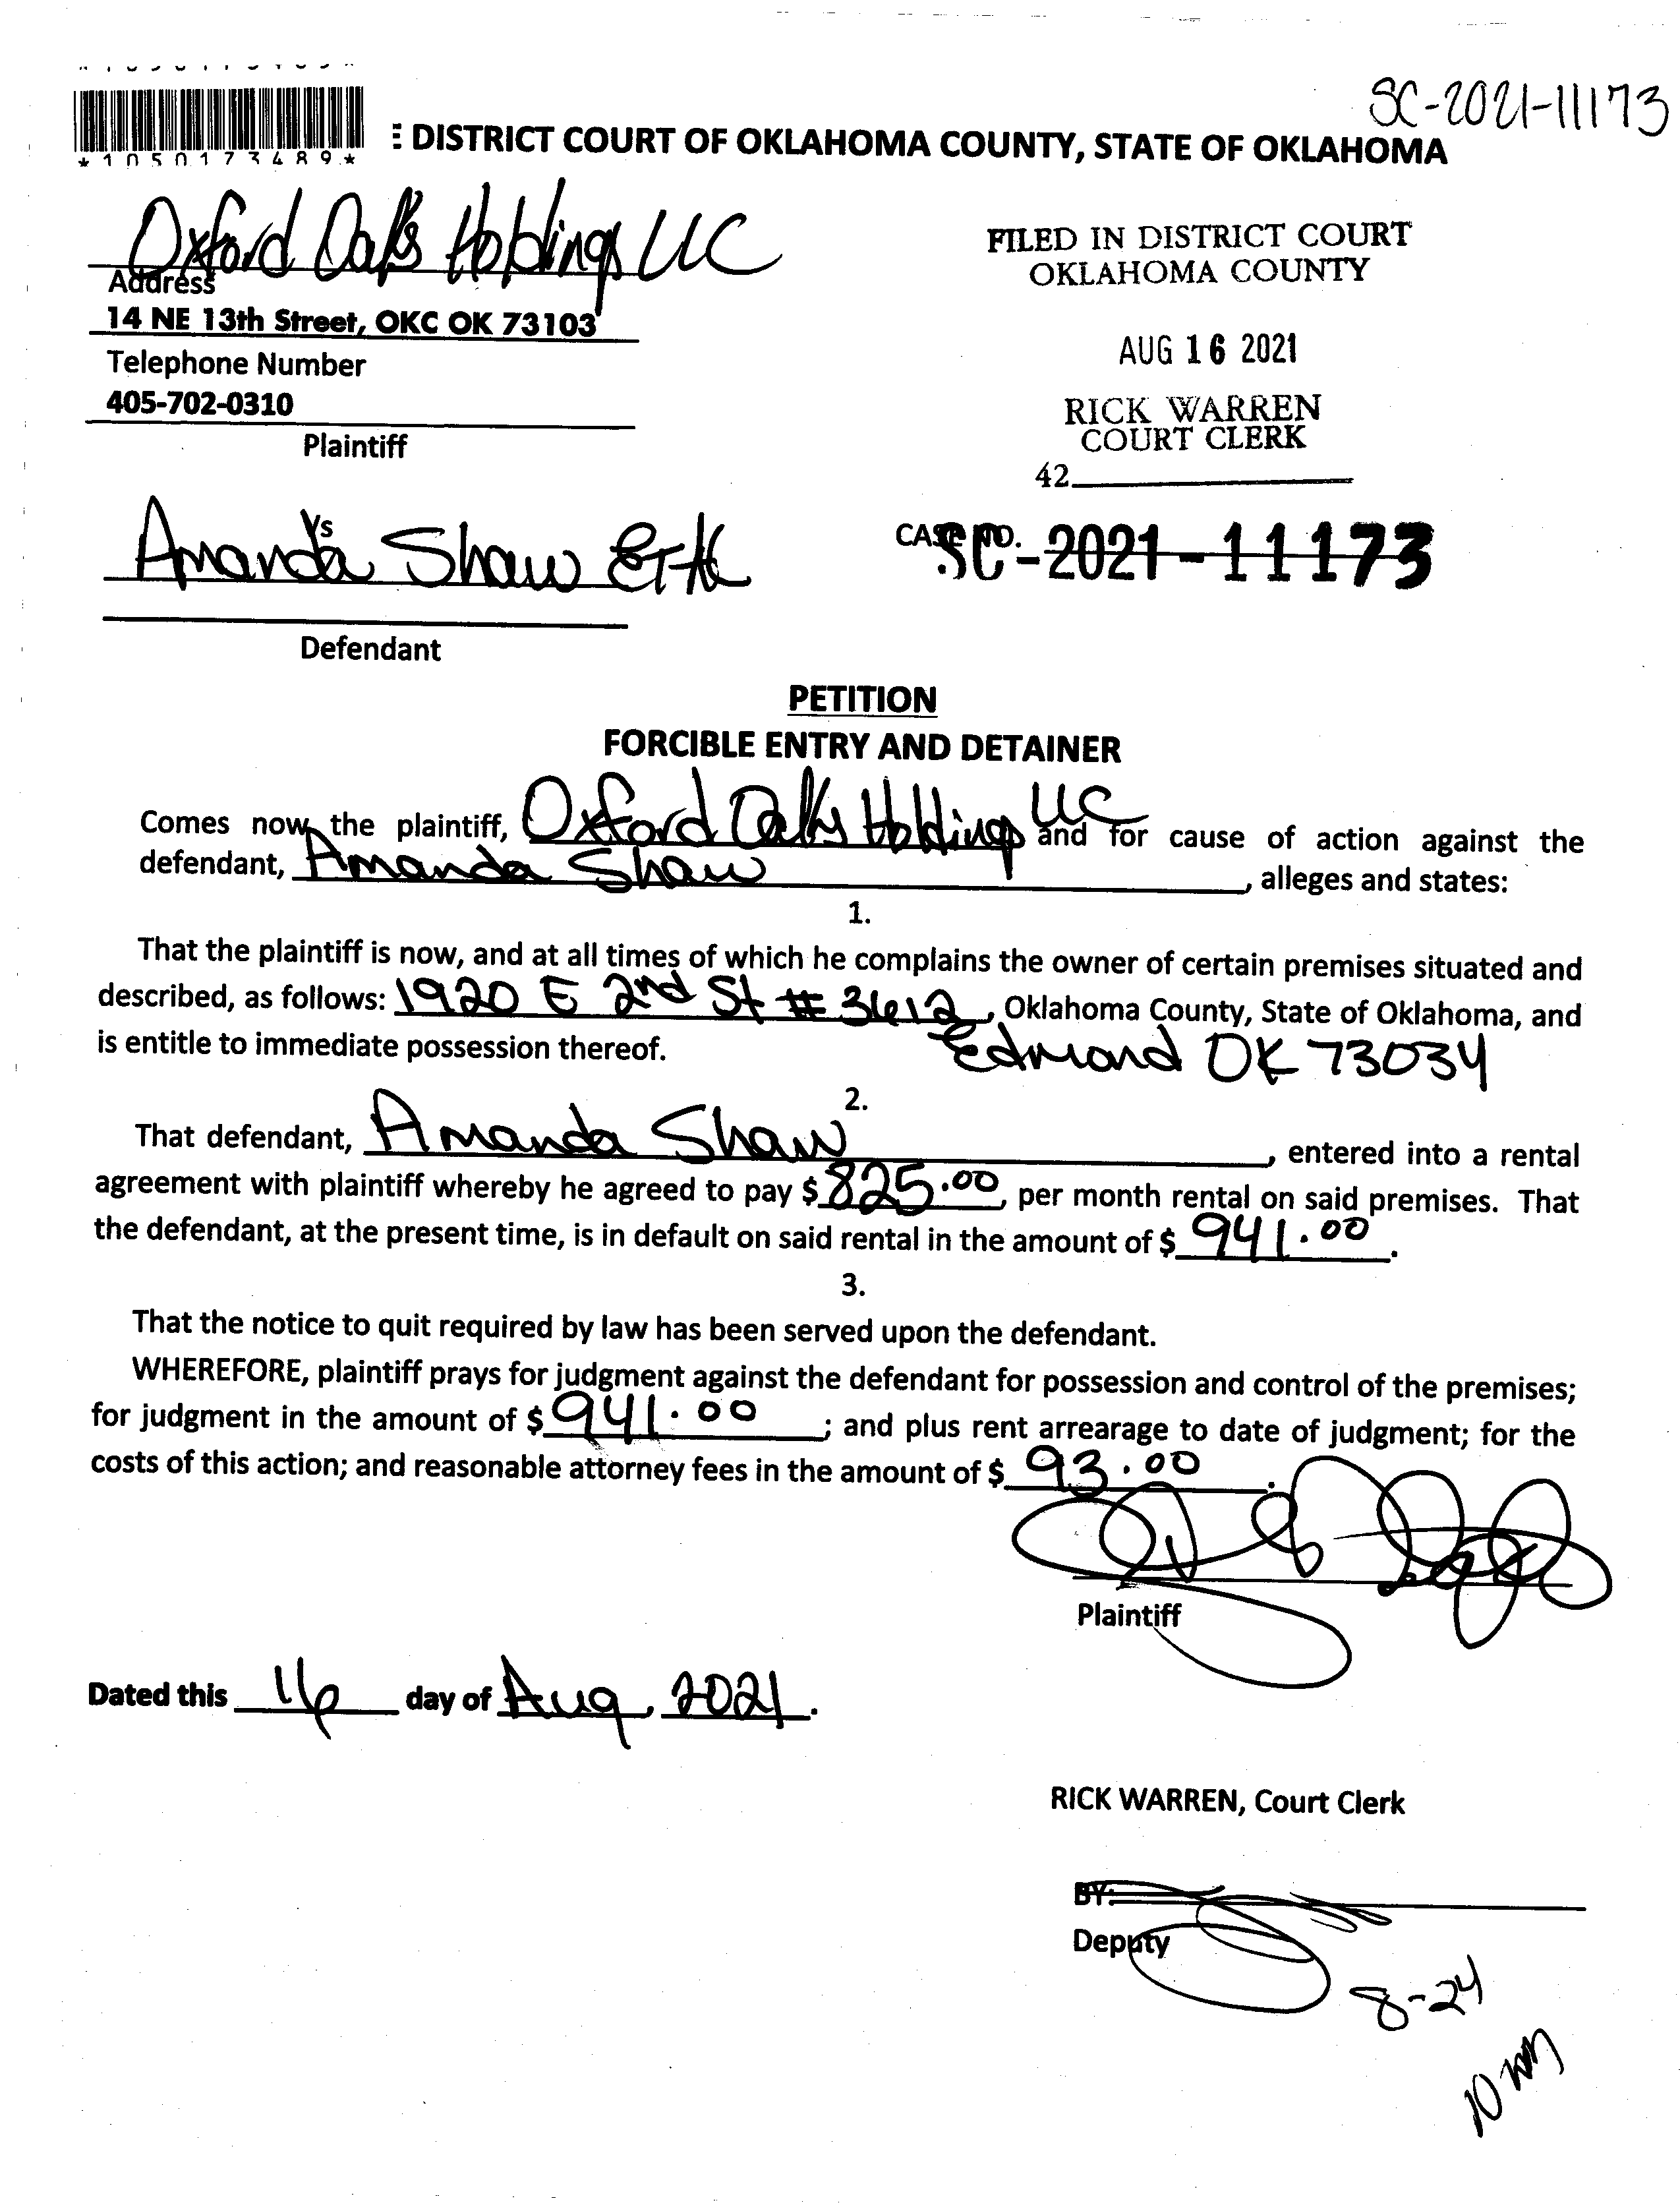 SC-2021-11173
*1050173489*
E DISTRICT COURT OF OKLAHOMA COUNTY, STATE OF OKLAHOMA
Oxford Oaks Holdings LLC
Address
14 NE 13th Street, OKC OK 73103
Telephone Number
405-702-0310
Plaintiff
FILED IN DISTRICT COURT
OKLAHOMA COUNTY
AUG 16 2021
RICK WARREN
COURT CLERK
42
Vs
Amanda Shaw ET AL
Defendant
CASE NO.
SC-2021-11173
PETITION
FORCIBLE ENTRY AND DETAINER
Comes now, the plaintiff, Oxford Oaks Holdings LLC and for cause of action against the
defendant, Amanda Shaw, alleges and states:
1.
That the plaintiff is now, and at all times of which he complains the owner of certain premises situated and
described, as follows: 1920 E 2nd St # 3612, Oklahoma County, State of Oklahoma, and
is entitle to immediate possession thereof. Edmond OK 73034
2.
That defendant, Amanda Shaw, entered into a rental
agreement with plaintiff whereby he agreed to pay $ 825.00, per month rental on said premises. That
the defendant, at the present time, is in default on said rental in the amount of $ 941.00.
3.
That the notice to quit required by law has been served upon the defendant.
WHEREFORE, plaintiff prays for judgment against the defendant for possession and control of the premises;
for judgment in the amount of $ 941.00; and plus rent arrearage to date of judgment; for the
costs of this action; and reasonable attorney fees in the amount of $ 93.00.
Plaintiff
Dated this 16 day of Aug, 2021.
RICK WARREN, Court Clerk
BY:
Deputy
8-24